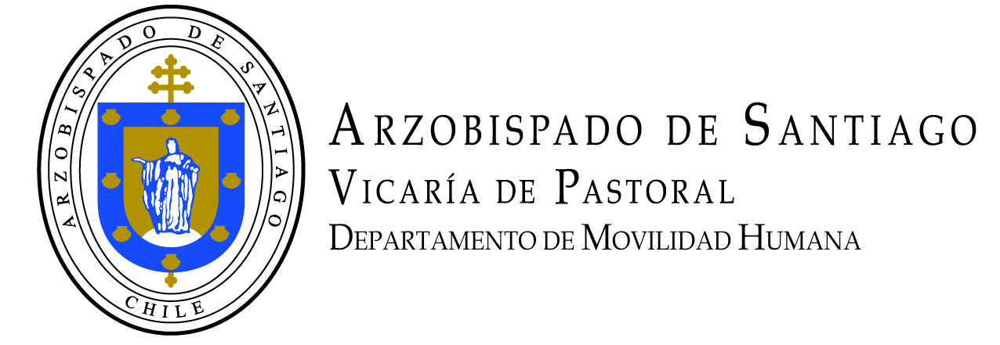 ARZOBISPADO DE SANTIAGO
CHILE
ARZOBISPADO DE SANTIAGO
VICARÍA DE PASTORAL
DEPARTAMENTO DE MOVILIDAD HUMANA